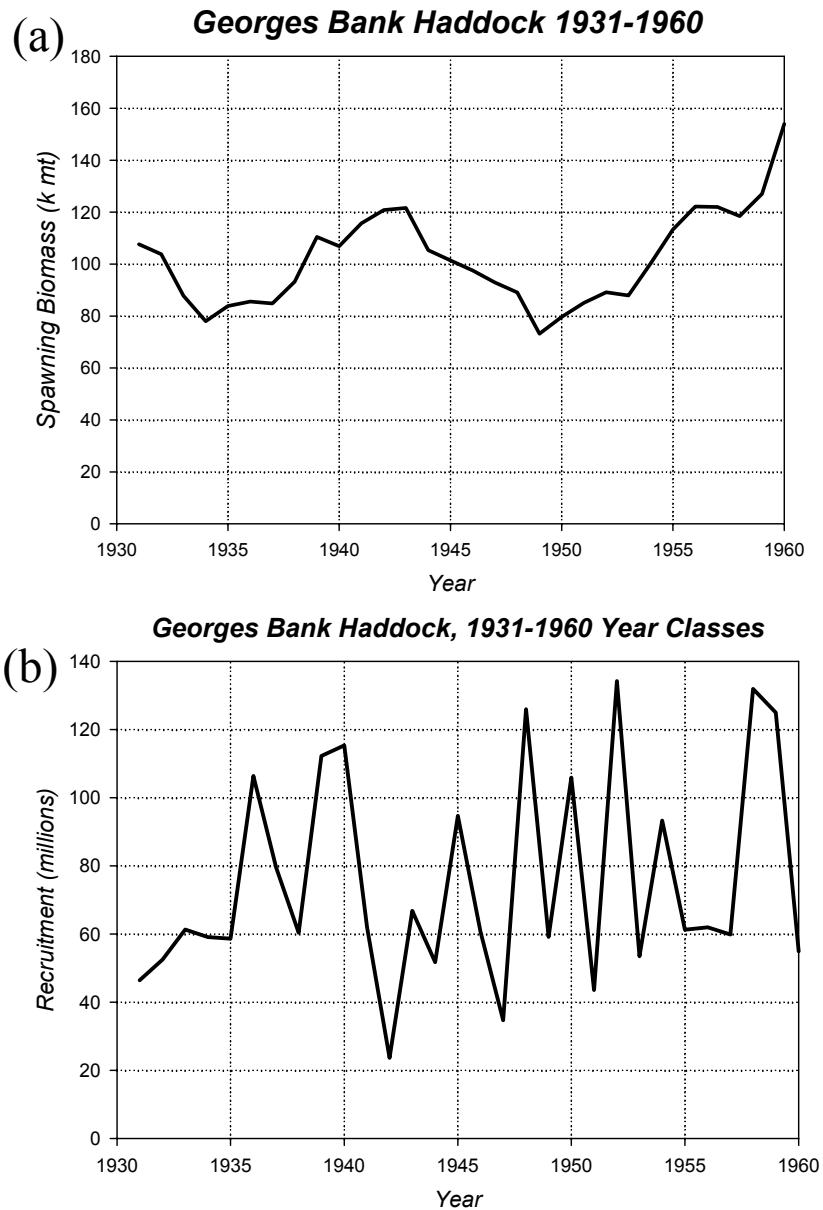 (a)
Georges Bank Haddock 1931-1960
180
160
140
120
100
80
60
40
20
0
Spawning Biomass (k mt)
1930 1935 1940 1945 1950 1955 1960
Year
(b)
Georges Bank Haddock, 1931-1960 Year Classes
140
120
100
80
60
40
20
0
Recruitment (millions)
1930 1935 1940 1945 1950 1955 1960
Year